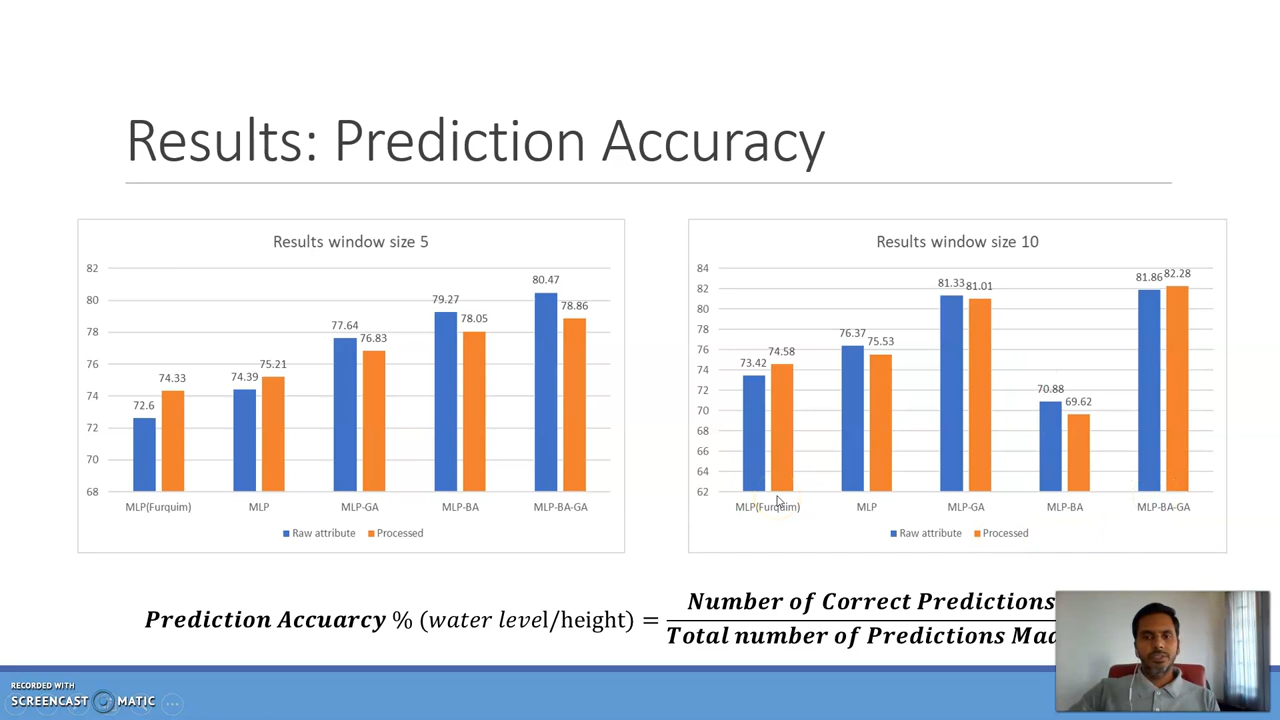 Results: Prediction Accuracy
Results window size 5
82
80
78
76
74
72
70
68
72.6
74.33
74.39
75.21
77.64
76.83
79.27
78.05
80.47
78.86
MLP(Furquim)
MLP
MLP-GA
MLP-BA
MLP-BA-GA
Raw attribute
Processed
Results window size 10
84
82
80
78
76
74
72
70
68
66
64
62
73.42
74.58
76.37
75.53
81.33
81.01
70.88
69.62
81.86
82.28
MLP(Furquim)
MLP
MLP-GA
MLP-BA
MLP-BA-GA
Raw attribute
Processed
Prediction Accuarcy % (water level/height) =
Number of Correct Predictions
Total number of Predictions Mad
RECORDED WITH
SCREENCAST MATIC